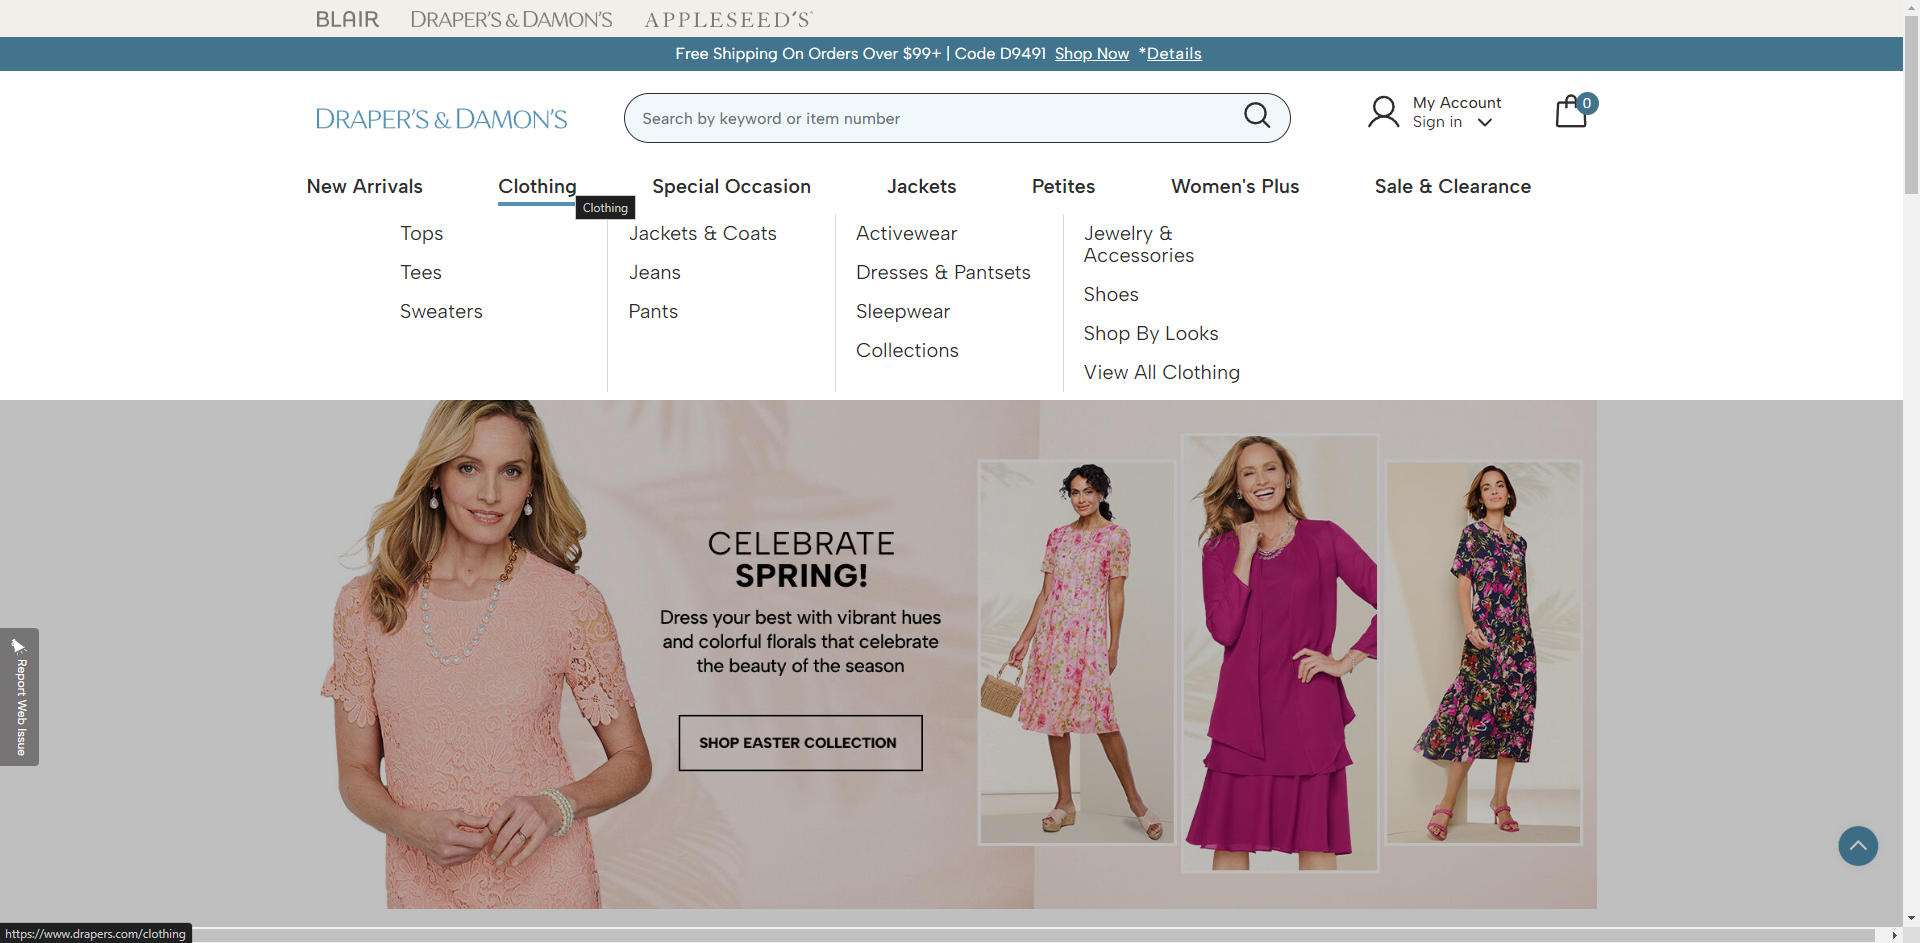 BLAIR
DRAPER'S & DAMON'S
APPLESEED'S
Free Shipping On Orders Over $99+ | Code D9491 Shop Now *Details
DRAPER'S & DAMON'S
Search by keyword or item number
My Account
Sign in
0
New Arrivals
Clothing
Special Occasion
Jackets
Petites
Women's Plus
Sale & Clearance
Clothing
Tops
Tees
Sweaters
Jackets & Coats
Jeans
Pants
Activewear
Dresses & Pantsets
Sleepwear
Collections
Jewelry &
Accessories
Shoes
Shop By Looks
View All Clothing
CELEBRATE
SPRING!
Dress your best with vibrant hues
and colorful florals that celebrate
the beauty of the season
SHOP EASTER COLLECTION
Report Web Issue
https://www.drapers.com/clothing